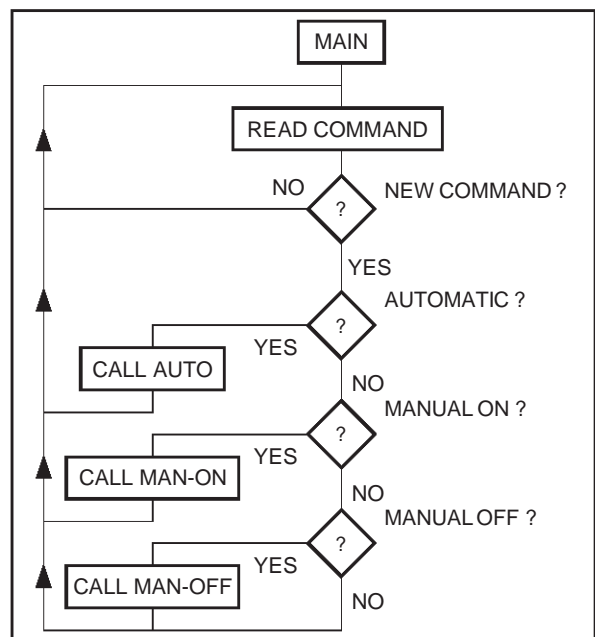 MAIN
READ COMMAND
NO
NEW COMMAND ?
?
YES
AUTOMATIC ?
?
YES
CALL AUTO
NO
MANUAL ON ?
?
YES
CALL MAN-ON
NO
MANUAL OFF ?
?
YES
CALL MAN-OFF
NO